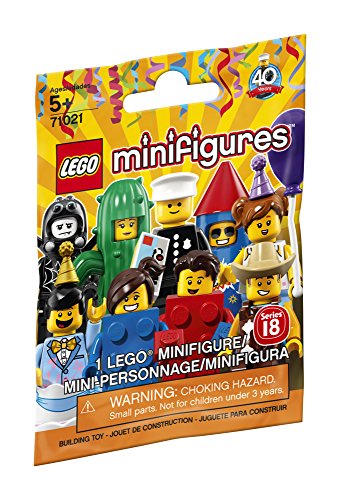 Ages/edades
5+
71021
40
Years
LEGO minifigures™
Series
18
1 LEGO® MINIFIGURE/
MINI-PERSONNAGE/MINIFIGURA
WARNING: CHOKING HAZARD.
Small parts. Not for children under 3 years.
BUILDING TOY - JOUET DE CONSTRUCTION - JUGUETE PARA CONSTRUIR